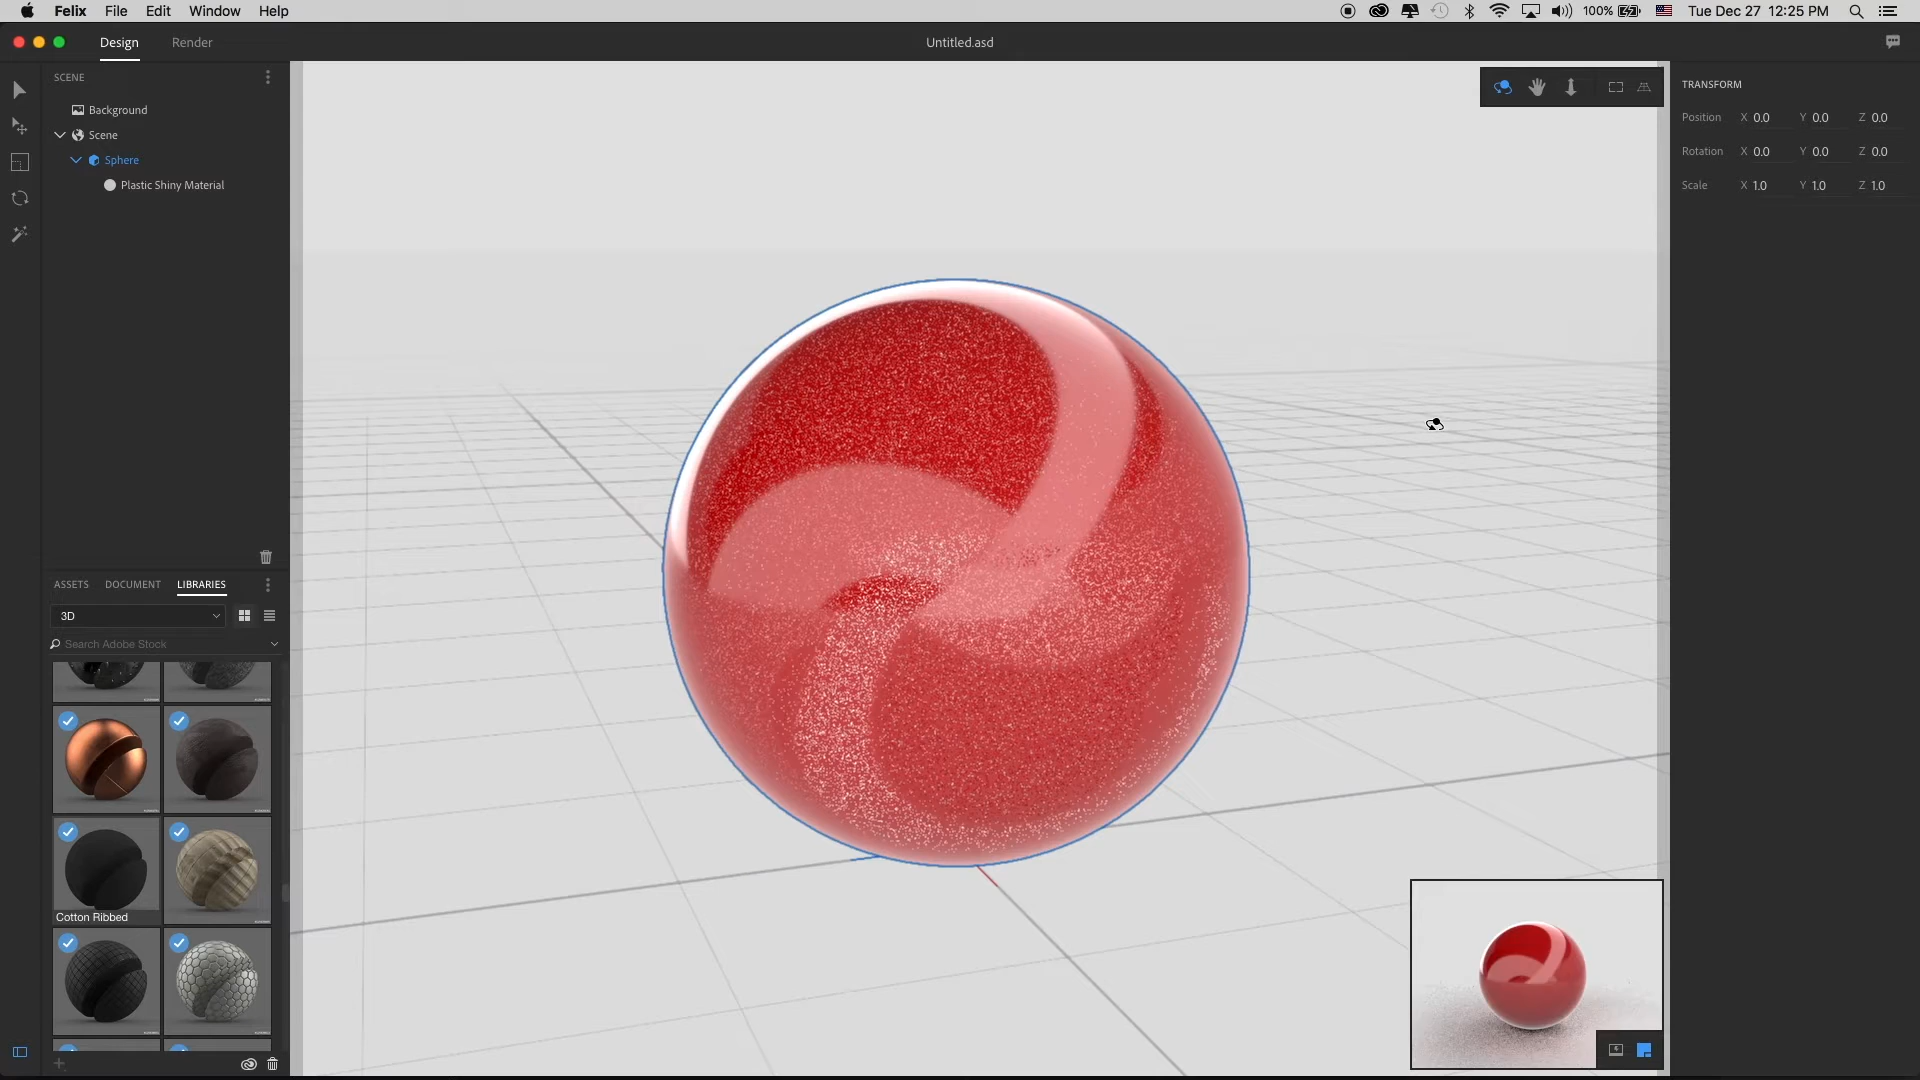 Felix File Edit Window Help
100% Tue Dec 27 12:25 PM
Design Render Untitled.asd
SCENE
Background
Scene
Sphere
Plastic Shiny Material
ASSETS DOCUMENT LIBRARIES
3D
Search Adobe Stock
Cotton Ribbed
TRANSFORM
Position X 0.0 Y 0.0 Z 0.0
Rotation X 0.0 Y 0.0 Z 0.0
Scale X 1.0 Y 1.0 Z 1.0